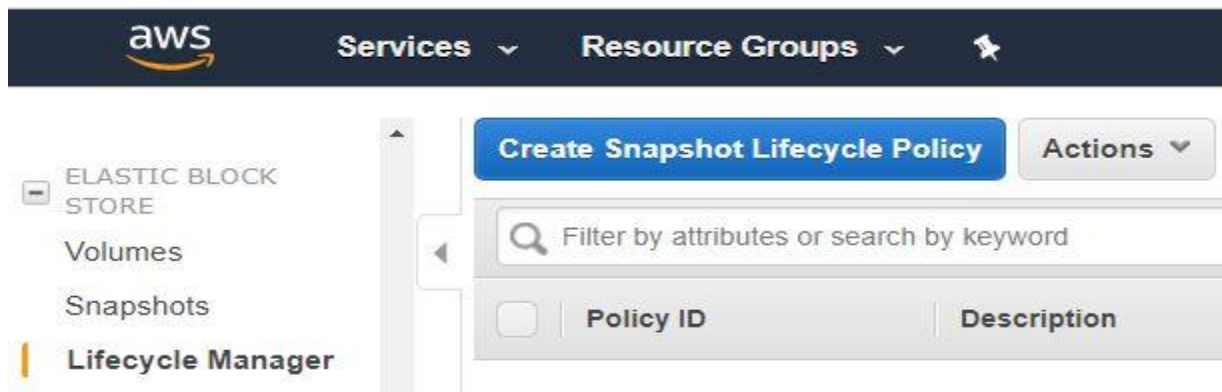 aws Services Resource Groups
Create Snapshot Lifecycle Policy Actions
ELASTIC BLOCK
STORE
Volumes
Snapshots
Lifecycle Manager
Filter by attributes or search by keyword
Policy ID Description